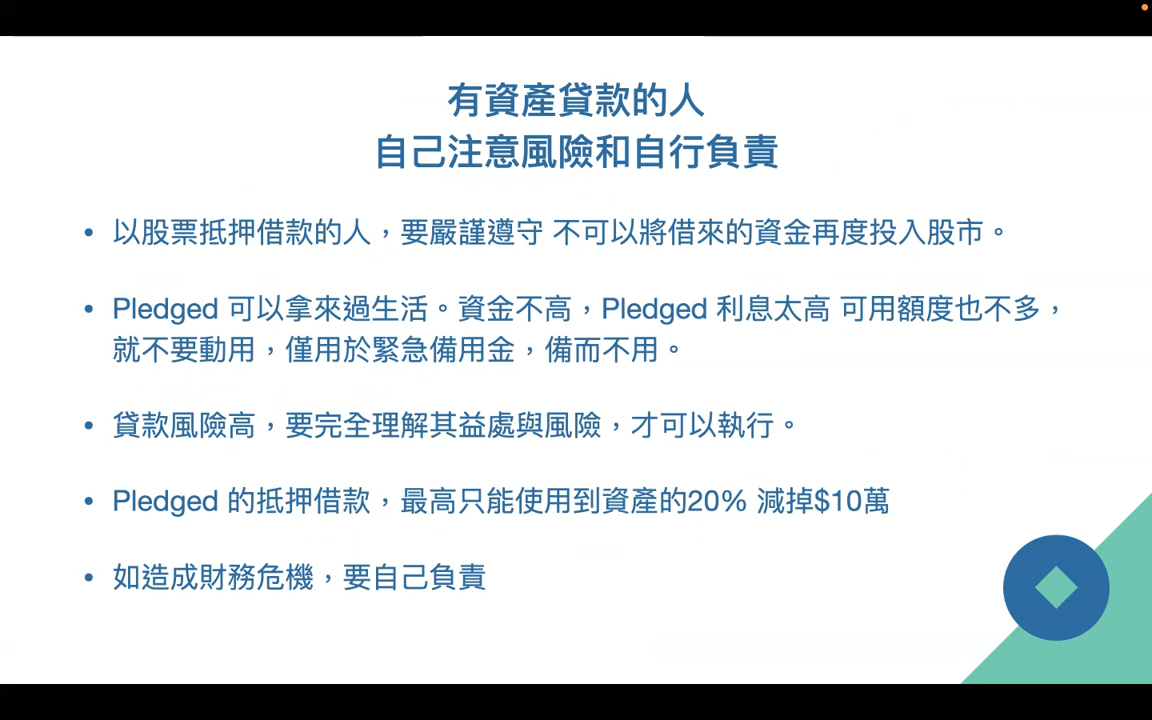 有資產貸款的人
自己注意風險和自行負責
• 以股票抵押借款的人，要嚴謹遵守 不可以將借來的資金再度投入股市。
• Pledged 可以拿來過生活。資金不高，Pledged 利息太高 可用額度也不多，
就不要動用，僅用於緊急備用金，備而不用。
• 貸款風險高，要完全理解其益處與風險，才可以執行。
• Pledged 的抵押借款，最高只能使用到資產的20% 減掉$10萬
• 如造成財務危機，要自己負責